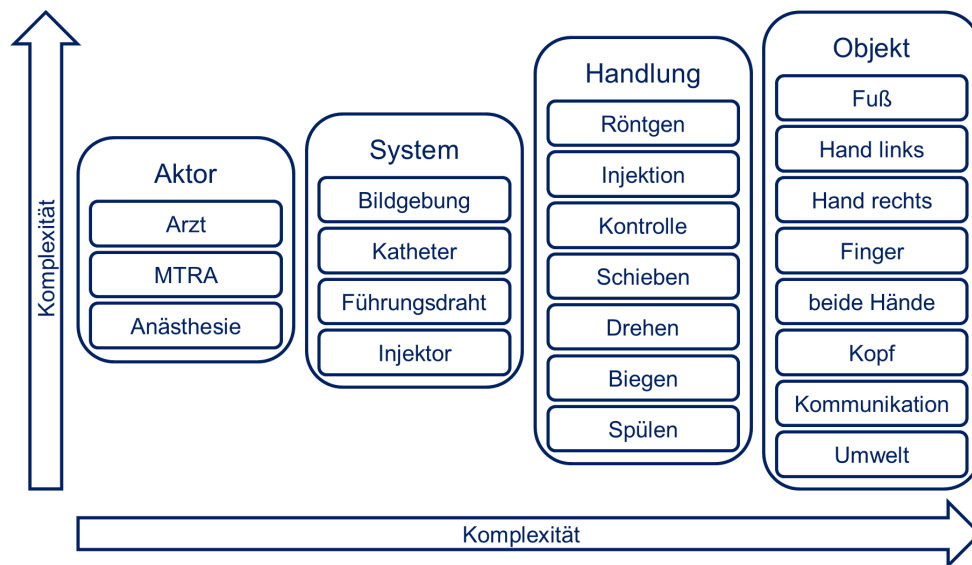 Komplexität
Aktor
Arzt
MTRA
Anästhesie
System
Bildgebung
Katheter
Führungsdraht
Injektor
Handlung
Röntgen
Injektion
Kontrolle
Schieben
Drehen
Biegen
Spülen
Objekt
Fuß
Hand links
Hand rechts
Finger
beide Hände
Kopf
Kommunikation
Umwelt
Komplexität